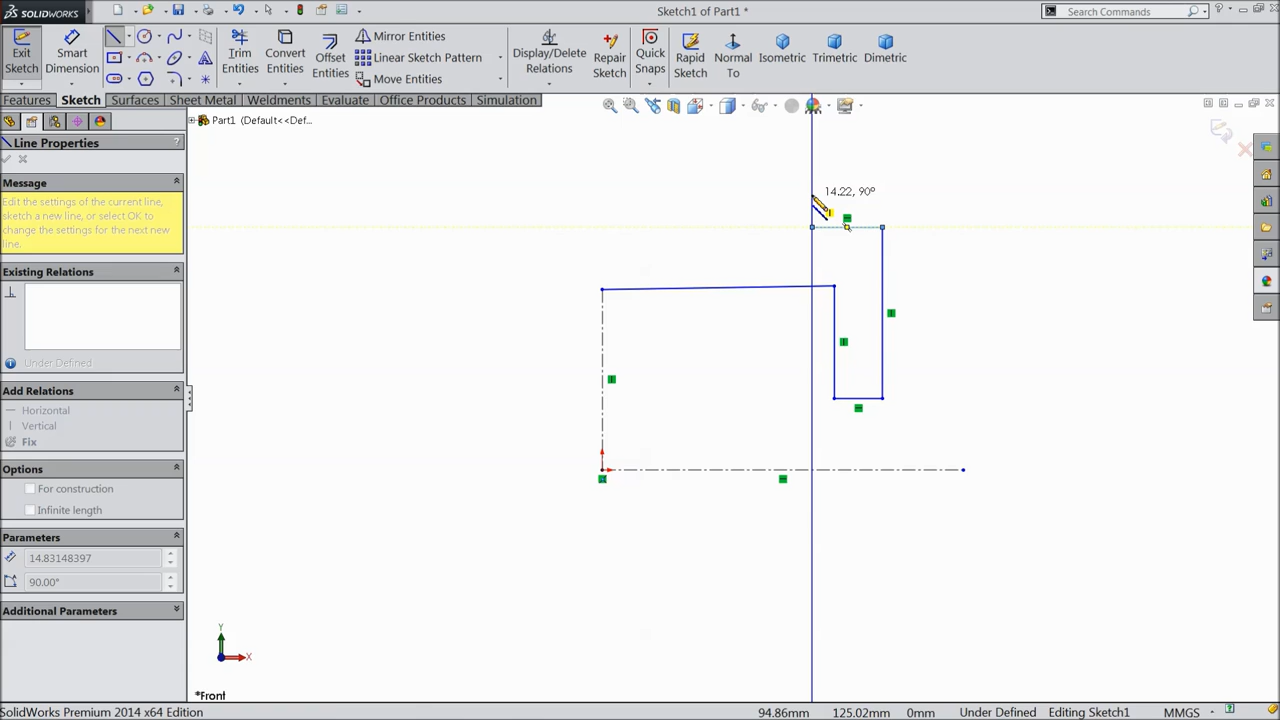 SOLIDWORKS
Sketch1 of Part1 *
Search Commands
Exit Sketch
Smart Dimension
Trim Entities
Convert Entities
Offset Entities
Mirror Entities
Linear Sketch Pattern
Move Entities
Display/Delete Relations
Repair Sketch
Quick Snaps
Rapid Sketch
Normal To
Isometric
Trimetric
Dimetric
Features
Sketch
Surfaces
Sheet Metal
Weldments
Evaluate
Office Products
Simulation
Part1 (Default<<Def...
Line Properties
?
Message
Edit the settings of the current line,
sketch a new line, or select OK to
change the settings for the next new
line.
Existing Relations
Under Defined
Add Relations
Horizontal
Vertical
Fix
Options
For construction
Infinite length
Parameters
14.83148397
90.00°
Additional Parameters
14.22, 90°
Y
X
*Front
SolidWorks Premium 2014 x64 Edition
94.86mm
125.02mm
0mm
Under Defined
Editing Sketch1
MMGS